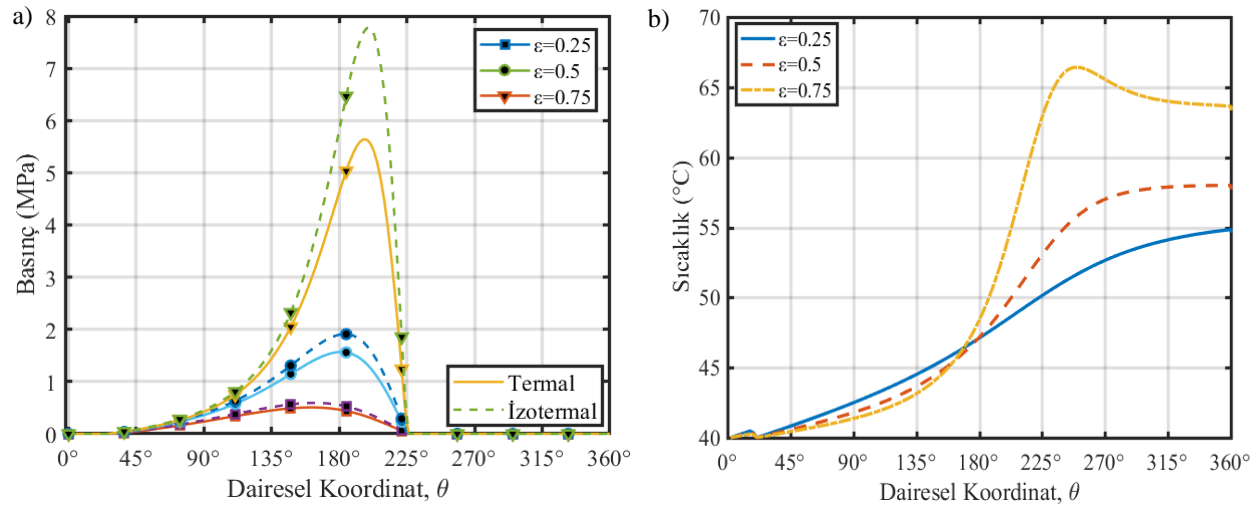 a)
8
7
6
5
4
3
2
1
0
Basınç (MPa)
ε=0.25
ε=0.5
ε=0.75
Termal
İzotermal
0° 45° 90° 135° 180° 225° 270° 315° 360°
Dairesel Koordinat, θ
b)
70
65
60
55
50
45
40
Sıcaklık (°C)
ε=0.25
ε=0.5
ε=0.75
0° 45° 90° 135° 180° 225° 270° 315° 360°
Dairesel Koordinat, θ